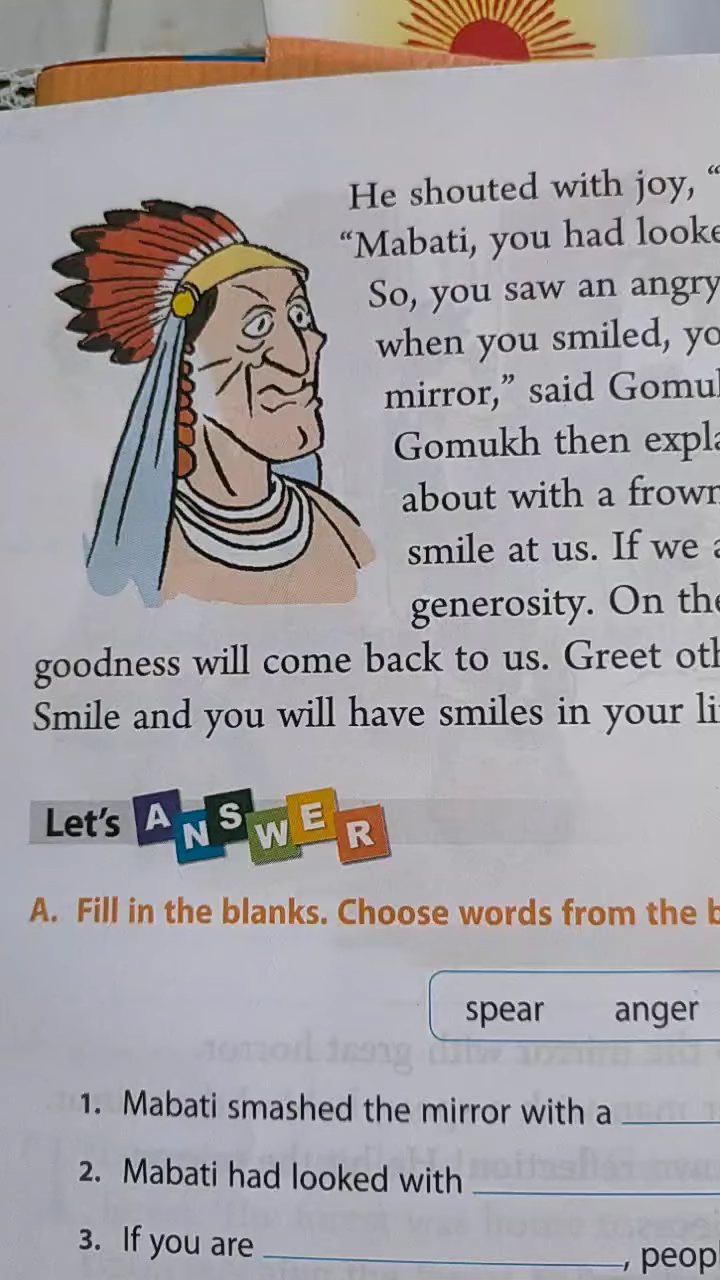 He shouted with joy, “
“Mabati, you had looke
So, you saw an angry
when you smiled, yo
mirror,” said Gomu
Gomukh then expla
about with a frown
smile at us. If we a
generosity. On the
goodness will come back to us. Greet oth
Smile and you will have smiles in your li
Let’s ANSWER
A. Fill in the blanks. Choose words from the b
spear anger
1. Mabati smashed the mirror with a
2. Mabati had looked with
3. If you are , peop